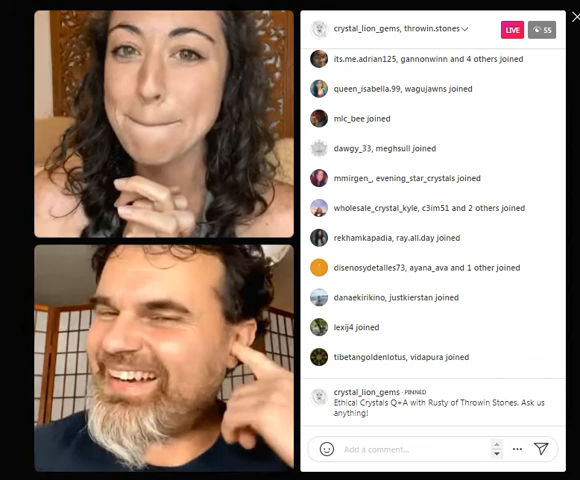 crystal_lion_gems, throwin.stones
LIVE
55
its.me.adrian125, gannonwinn and 4 others joined
queen_isabella.99, wagujawns joined
mlc_bee joined
dawgy_33, meghsull joined
mmirgen_, evening_star_crystals joined
wholesale_crystal_kyle, c3im51 and 2 others joined
rekhamkapadia, ray.all.day joined
disenosydetalles73, ayana_ava and 1 other joined
danaekirikino, justkierstan joined
lexij4 joined
tibetangoldenlotus, vidapura joined
crystal_lion_gems · PINNED
Ethical Crystals Q+A with Rusty of Throwin Stones. Ask us
anything!
Add a comment...